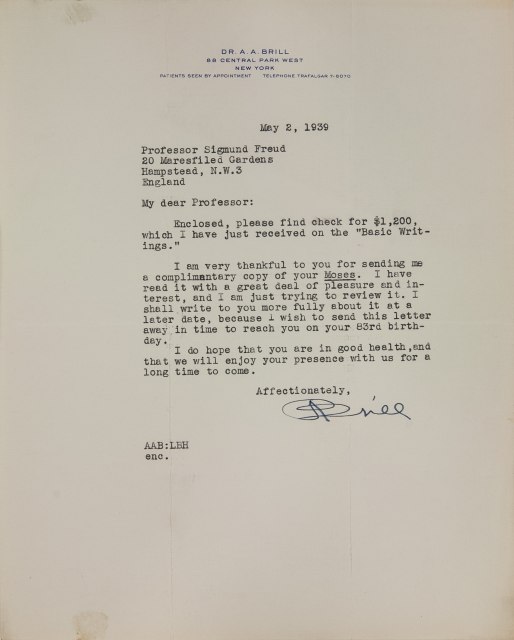 DR. A. A. BRILL
88 CENTRAL PARK WEST
NEW YORK
PATIENTS SEEN BY APPOINTMENT TELEPHONE TRAFALGAR 7-8070
May 2, 1939
Professor Sigmund Freud
20 Maresfiled Gardens
Hampstead, N.W.3
England
My dear Professor:
Enclosed, please find check for $1,200,
which I have just received on the "Basic Writ-
ings."
I am very thankful to you for sending me
a complimantary copy of your Moses. I have
read it with a great deal of pleasure and in-
terest, and I am just trying to review it. I
shall write to you more fully about it at a
later date, because I wish to send this letter
away in time to reach you on your 83rd birth-
day.
I do hope that you are in good health,and
that we will enjoy your presence with us for a
long time to come.
Affectionately,
AABrill
AAB:LBH
enc.